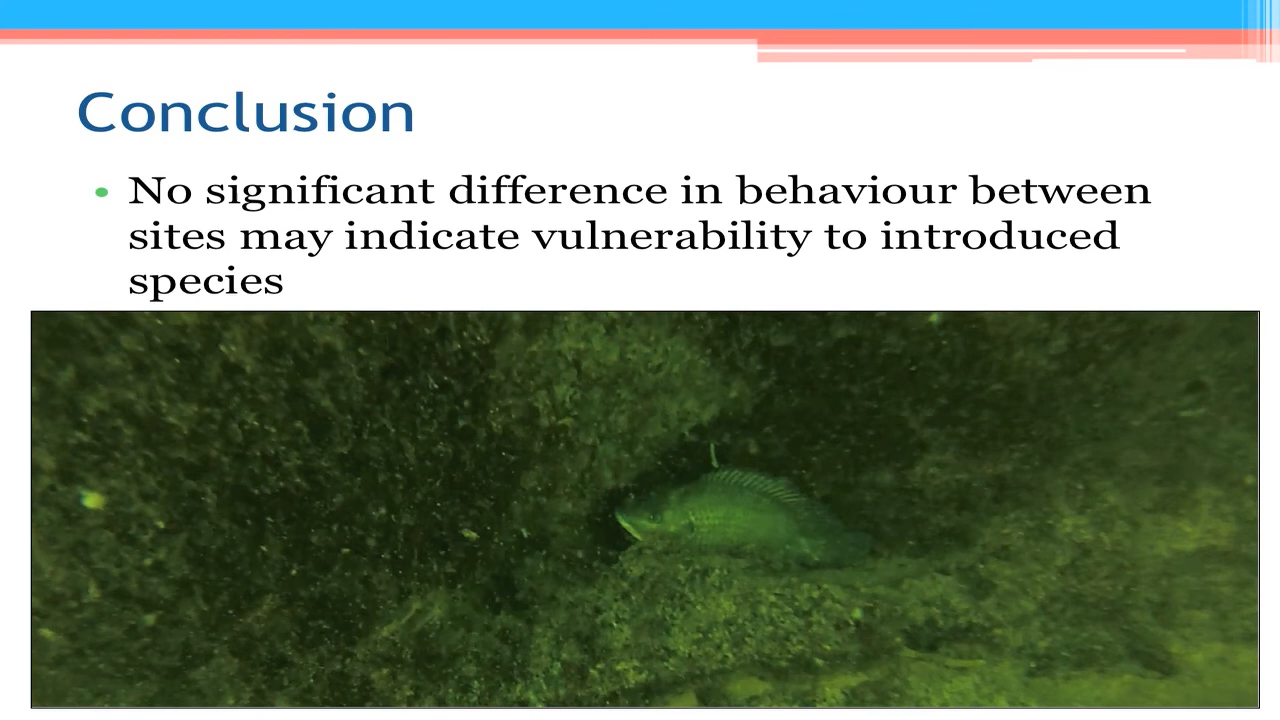 Conclusion
• No significant difference in behaviour between
sites may indicate vulnerability to introduced
species